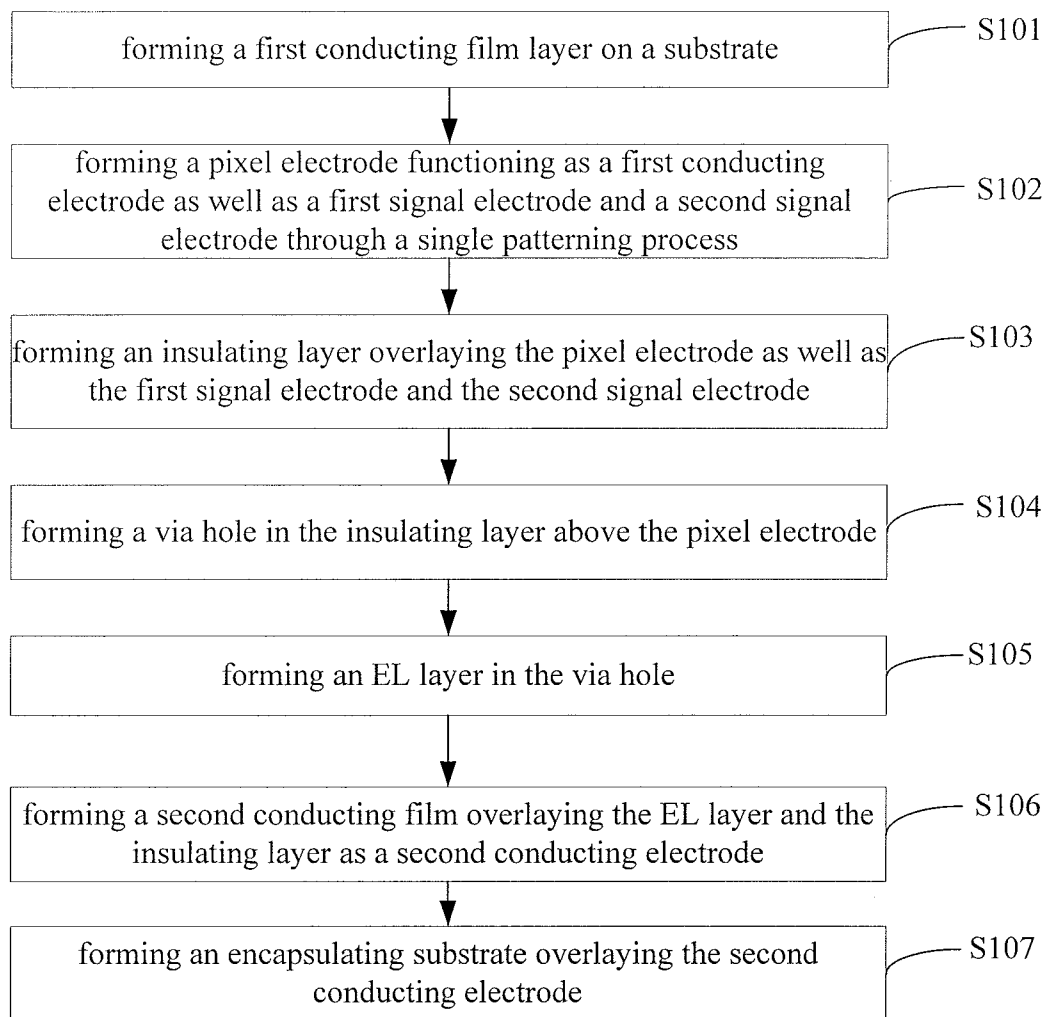 forming a first conducting film layer on a substrate
S101
forming a pixel electrode functioning as a first conducting
electrode as well as a first signal electrode and a second signal
electrode through a single patterning process
S102
forming an insulating layer overlaying the pixel electrode as well as
the first signal electrode and the second signal electrode
S103
forming a via hole in the insulating layer above the pixel electrode
S104
forming an EL layer in the via hole
S105
forming a second conducting film overlaying the EL layer and the
insulating layer as a second conducting electrode
S106
forming an encapsulating substrate overlaying the second
conducting electrode
S107